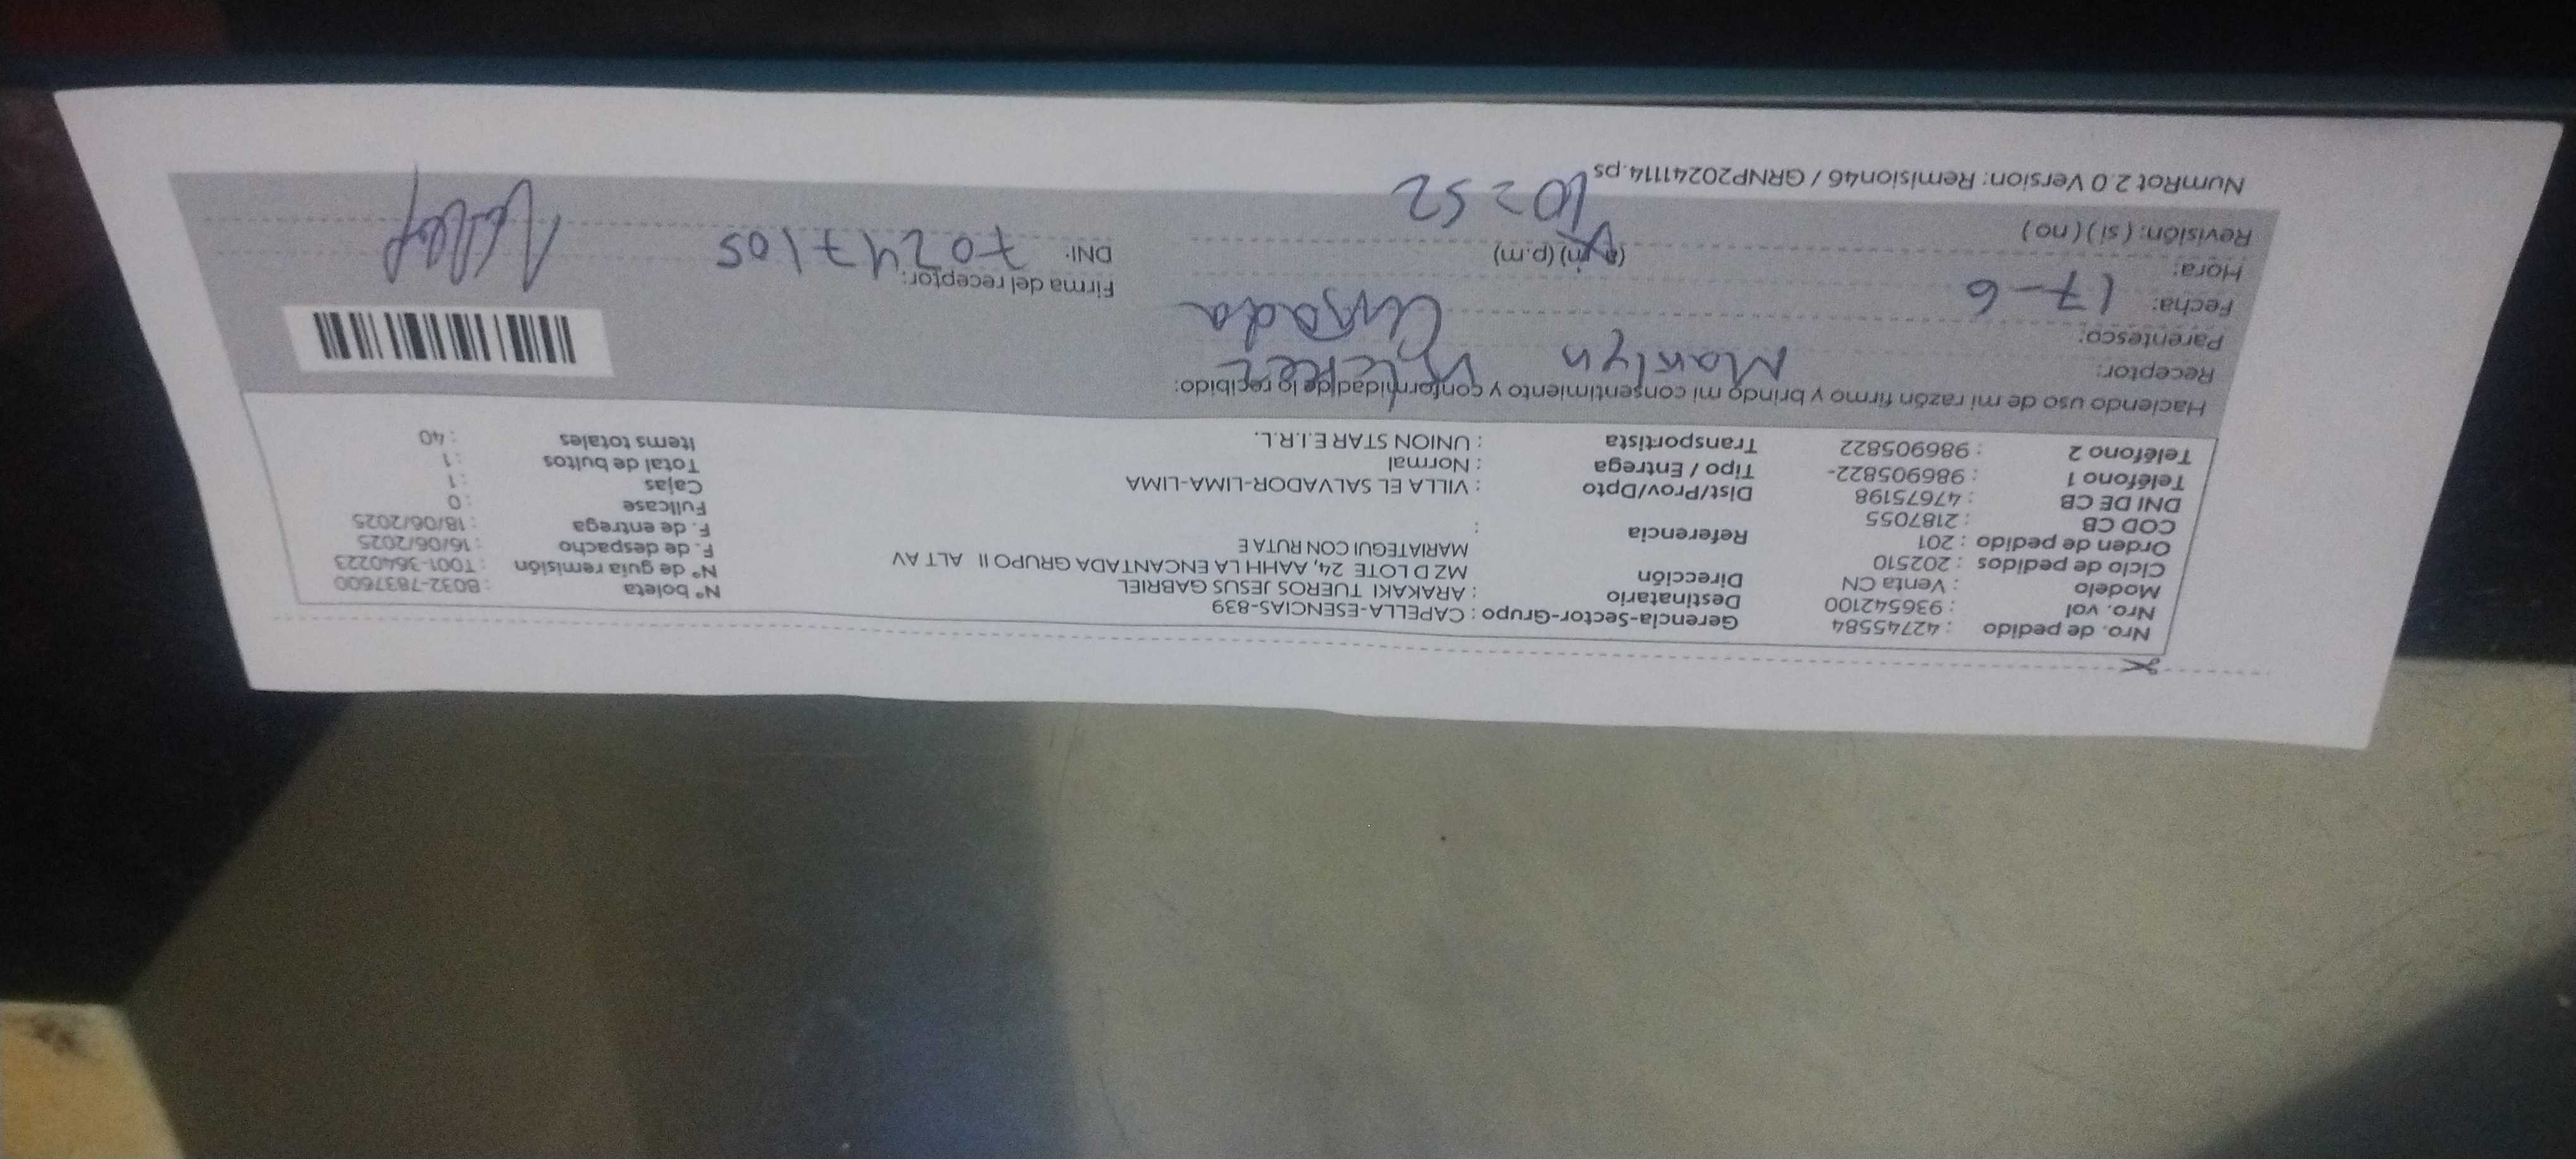 Nro. de pedido : 42745584 Gerencia-Sector-Grupo : CAPELLA-ESENCIAS-839
Nro. vol : 936542100 Destinatario : ARAKAKI TUEROS JESUS GABRIEL Nº boleta : B032-7837600
Modelo : Venta CN Dirección MZ D LOTE 24, AAHH LA ENCANTADA GRUPO II ALT AV Nº de guia remisión : T001-3640223
Ciclo de pedidos : 202510 MARIATEGUI CON RUTA E F. de despacho : 16/06/2025
Orden de pedido : 201 Referencia : F. de entrega : 18/06/2025
COD CB : 2187055 Fullcase : 0
DNI DE CB : 47675198 Dist/Prov/Dpto : VILLA EL SALVADOR-LIMA-LIMA Cajas : 1
Teléfono 1 : 986905822- Tipo / Entrega : Normal Total de bultos : 1
Teléfono 2 : 986905822 Transportista : UNION STAR E.I.R.L. Items totales : 40
Haciendo uso de mi razón firmo y brindo mi consentimiento y conformidad de lo recibido:
Receptor: Marilyn
Parentesco:
Fecha: 17-6 Firma del receptor:
Hora: (a.m) (p.m) DNI: 70247105
10:52
Revisión: ( si ) ( no )
NumRot 2.0 Version: Remision46 / GRNP20241114.ps